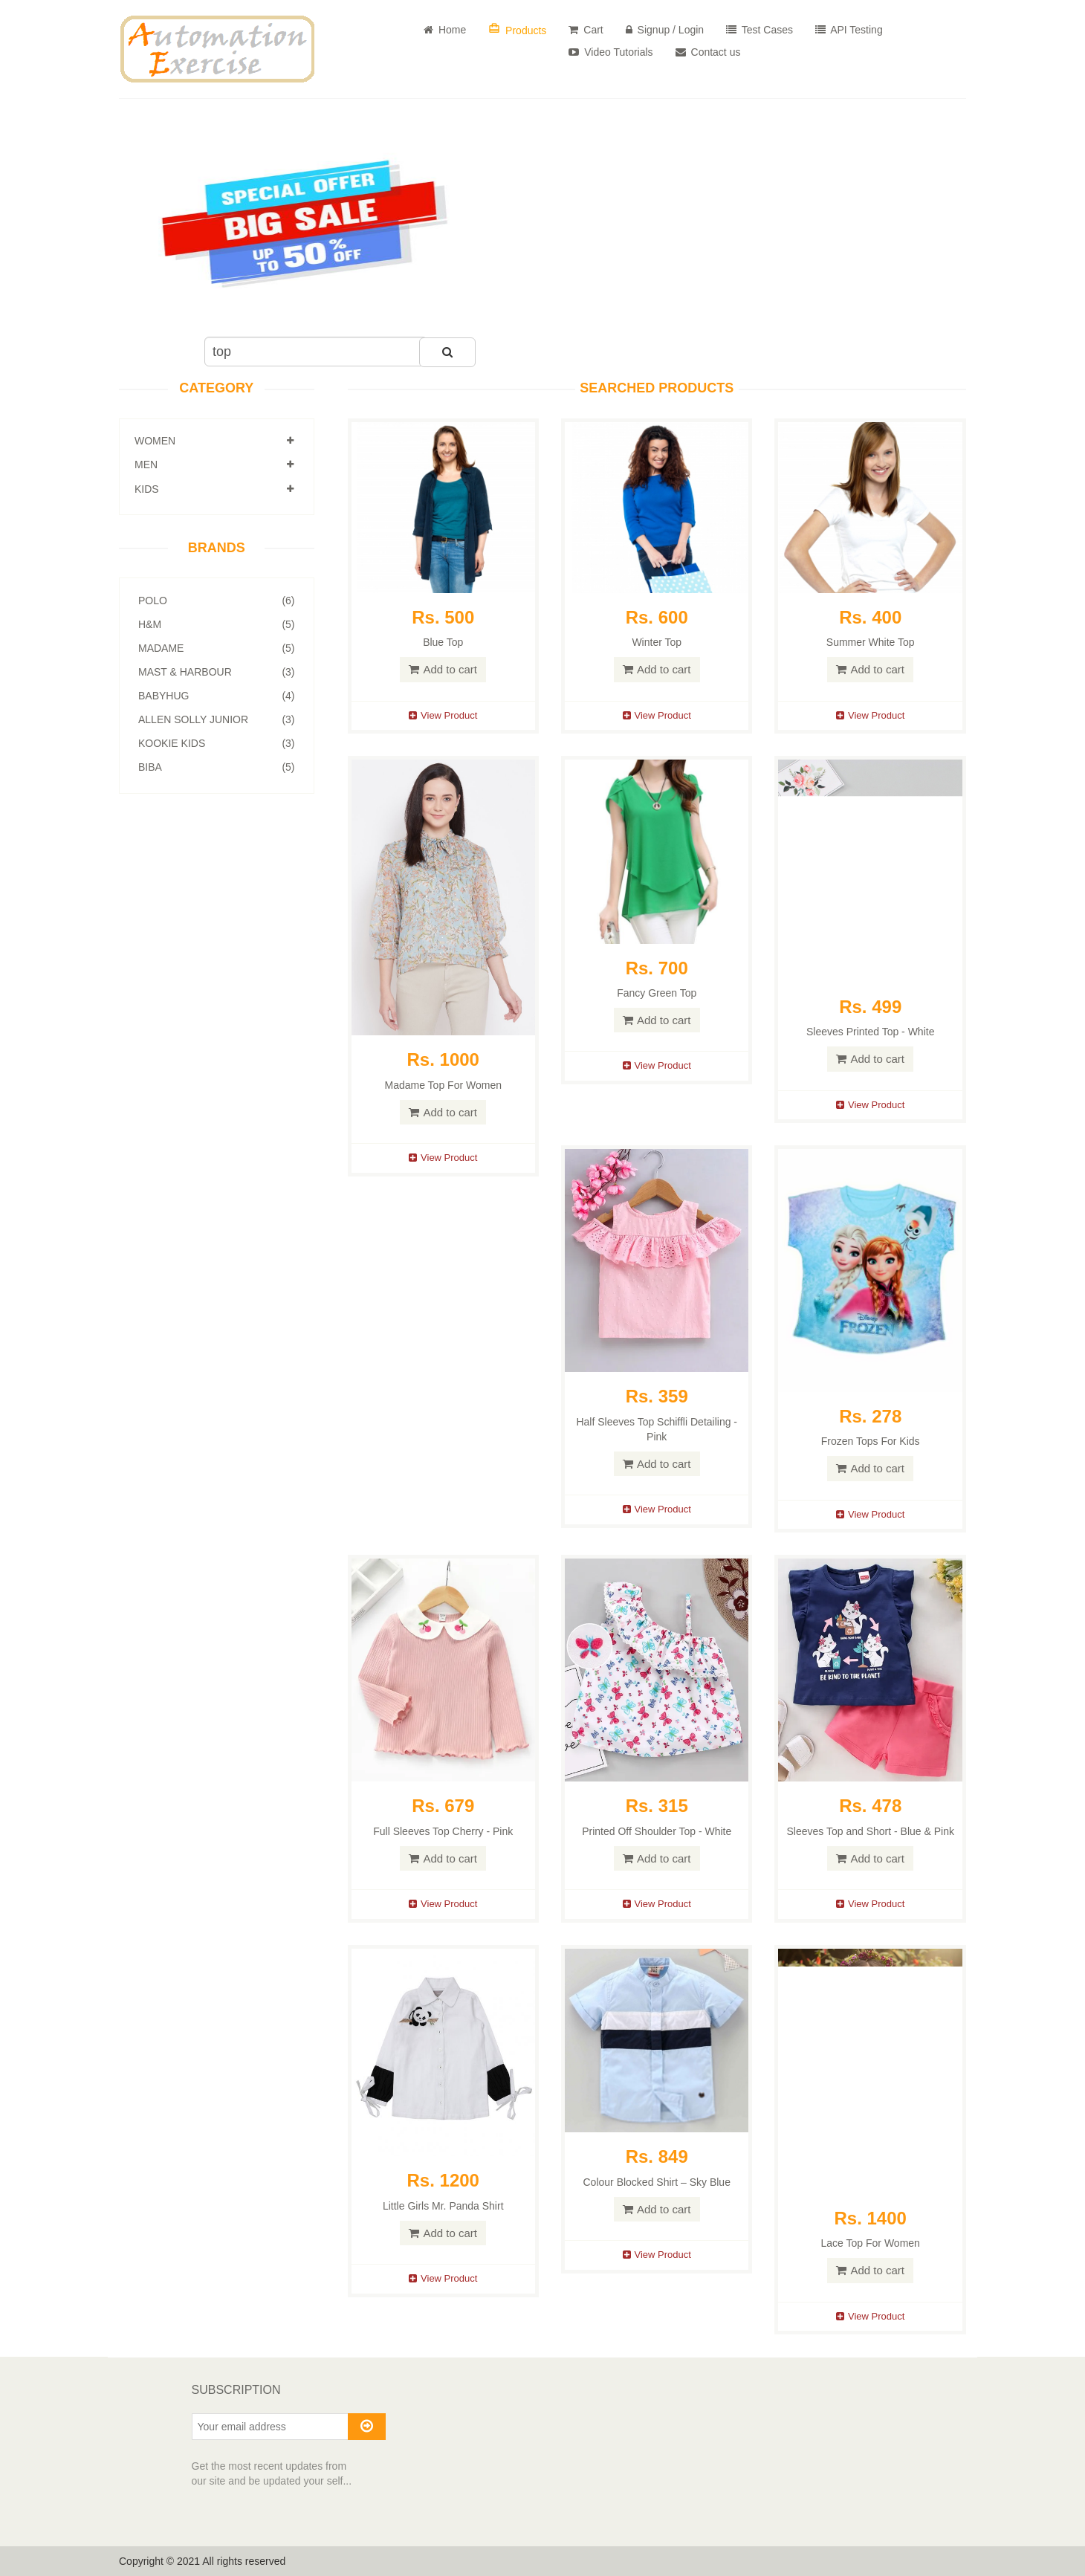 Automation
Exercise
Home
Products
Cart
Signup / Login
Test Cases
API Testing
Video Tutorials
Contact us
SPECIAL OFFER
BIG SALE
UP TO 50% OFF
top
CATEGORY
WOMEN
MEN
KIDS
BRANDS
POLO (6)
H&M (5)
MADAME (5)
MAST & HARBOUR (3)
BABYHUG (4)
ALLEN SOLLY JUNIOR (3)
KOOKIE KIDS (3)
BIBA (5)
SEARCHED PRODUCTS
Rs. 500
Blue Top
Add to cart
View Product
Rs. 600
Winter Top
Add to cart
View Product
Rs. 400
Summer White Top
Add to cart
View Product
Rs. 1000
Madame Top For Women
Add to cart
View Product
Rs. 700
Fancy Green Top
Add to cart
View Product
Rs. 499
Sleeves Printed Top - White
Add to cart
View Product
Rs. 359
Half Sleeves Top Schiffli Detailing -
Pink
Add to cart
View Product
Disney
FROZEN
Rs. 278
Frozen Tops For Kids
Add to cart
View Product
Rs. 679
Full Sleeves Top Cherry - Pink
Add to cart
View Product
Rs. 315
Printed Off Shoulder Top - White
Add to cart
View Product
BE KIND TO THE PLANET
Rs. 478
Sleeves Top and Short - Blue & Pink
Add to cart
View Product
Rs. 1200
Little Girls Mr. Panda Shirt
Add to cart
View Product
Rs. 849
Colour Blocked Shirt – Sky Blue
Add to cart
View Product
Rs. 1400
Lace Top For Women
Add to cart
View Product
SUBSCRIPTION
Your email address
Get the most recent updates from
our site and be updated your self...
Copyright © 2021 All rights reserved